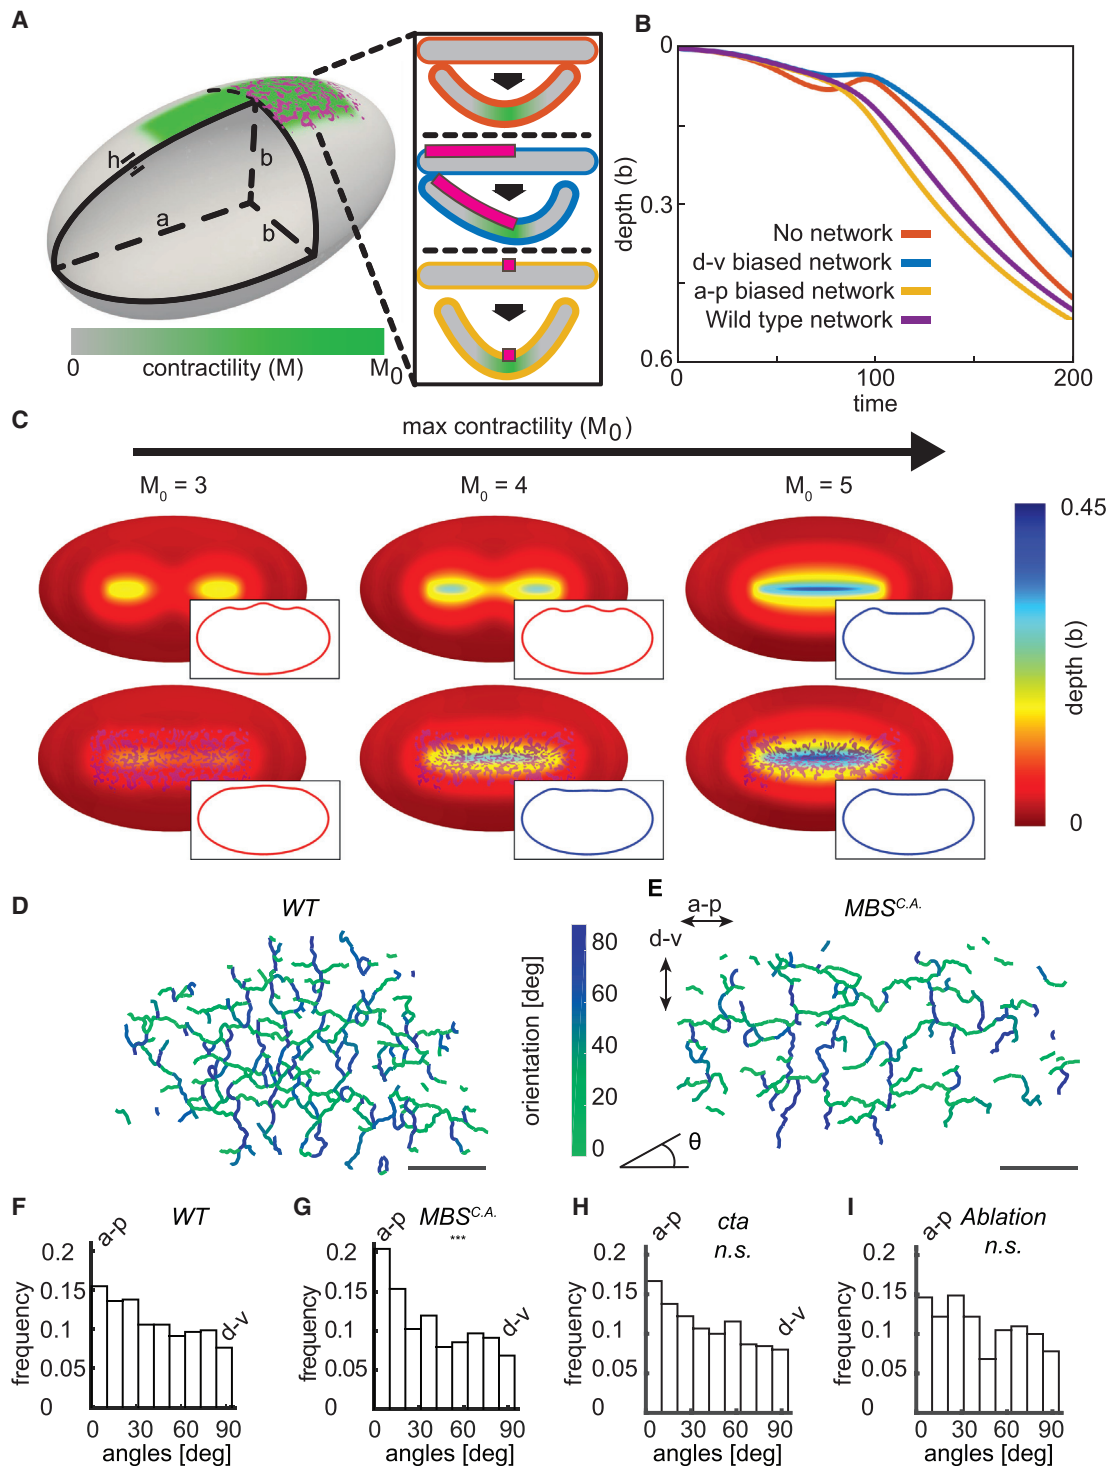 A
h
a
b
b
0
contractility (M)
M0
B
0
0.3
0.6
depth (b)
No network
d-v biased network
a-p biased network
Wild type network
0
100
200
time
C
max contractility (M0)
M0 = 3
M0 = 4
M0 = 5
0.45
depth (b)
0
D
WT
80
60
40
20
0
orientation [deg]
θ
E
a-p
d-v
MBS^C.A.
F
WT
a-p
d-v
0.2
0.15
0.1
0.05
0
frequency
0 30 60 90
angles [deg]
G
MBS^C.A.
***
a-p
d-v
0.2
0.15
0.1
0.05
0
frequency
0 30 60 90
angles [deg]
H
cta
n.s.
a-p
d-v
0.2
0.15
0.1
0.05
0
frequency
0 30 60 90
angles [deg]
I
Ablation
n.s.
a-p
0.2
0.15
0.1
0.05
0
frequency
0 30 60 90
angles [deg]